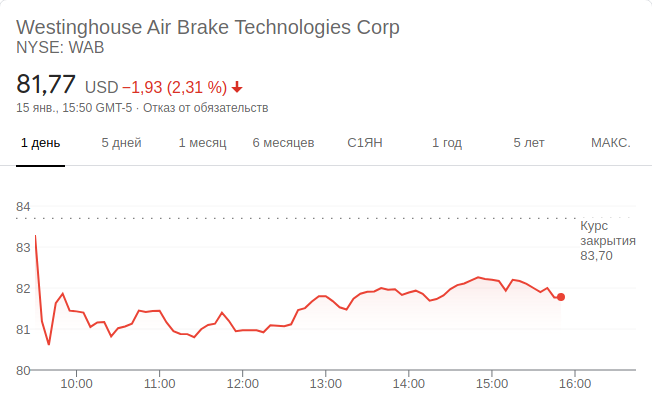 Westinghouse Air Brake Technologies Corp
NYSE: WAB
81,77 USD −1,93 (2,31 %)
15 янв., 15:50 GMT-5 · Отказ от обязательств
1 день 5 дней 1 месяц 6 месяцев С1ЯН 1 год 5 лет МАКС.
84
Курс
закрытия
83,70
83
82
81
80
10:00 11:00 12:00 13:00 14:00 15:00 16:00